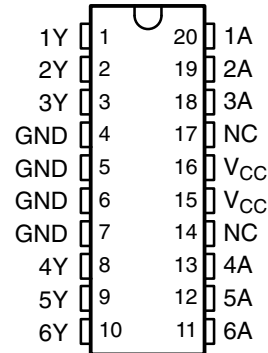 1Y 1 20 1A
2Y 2 19 2A
3Y 3 18 3A
GND 4 17 NC
GND 5 16 VCC
GND 6 15 VCC
GND 7 14 NC
4Y 8 13 4A
5Y 9 12 5A
6Y 10 11 6A